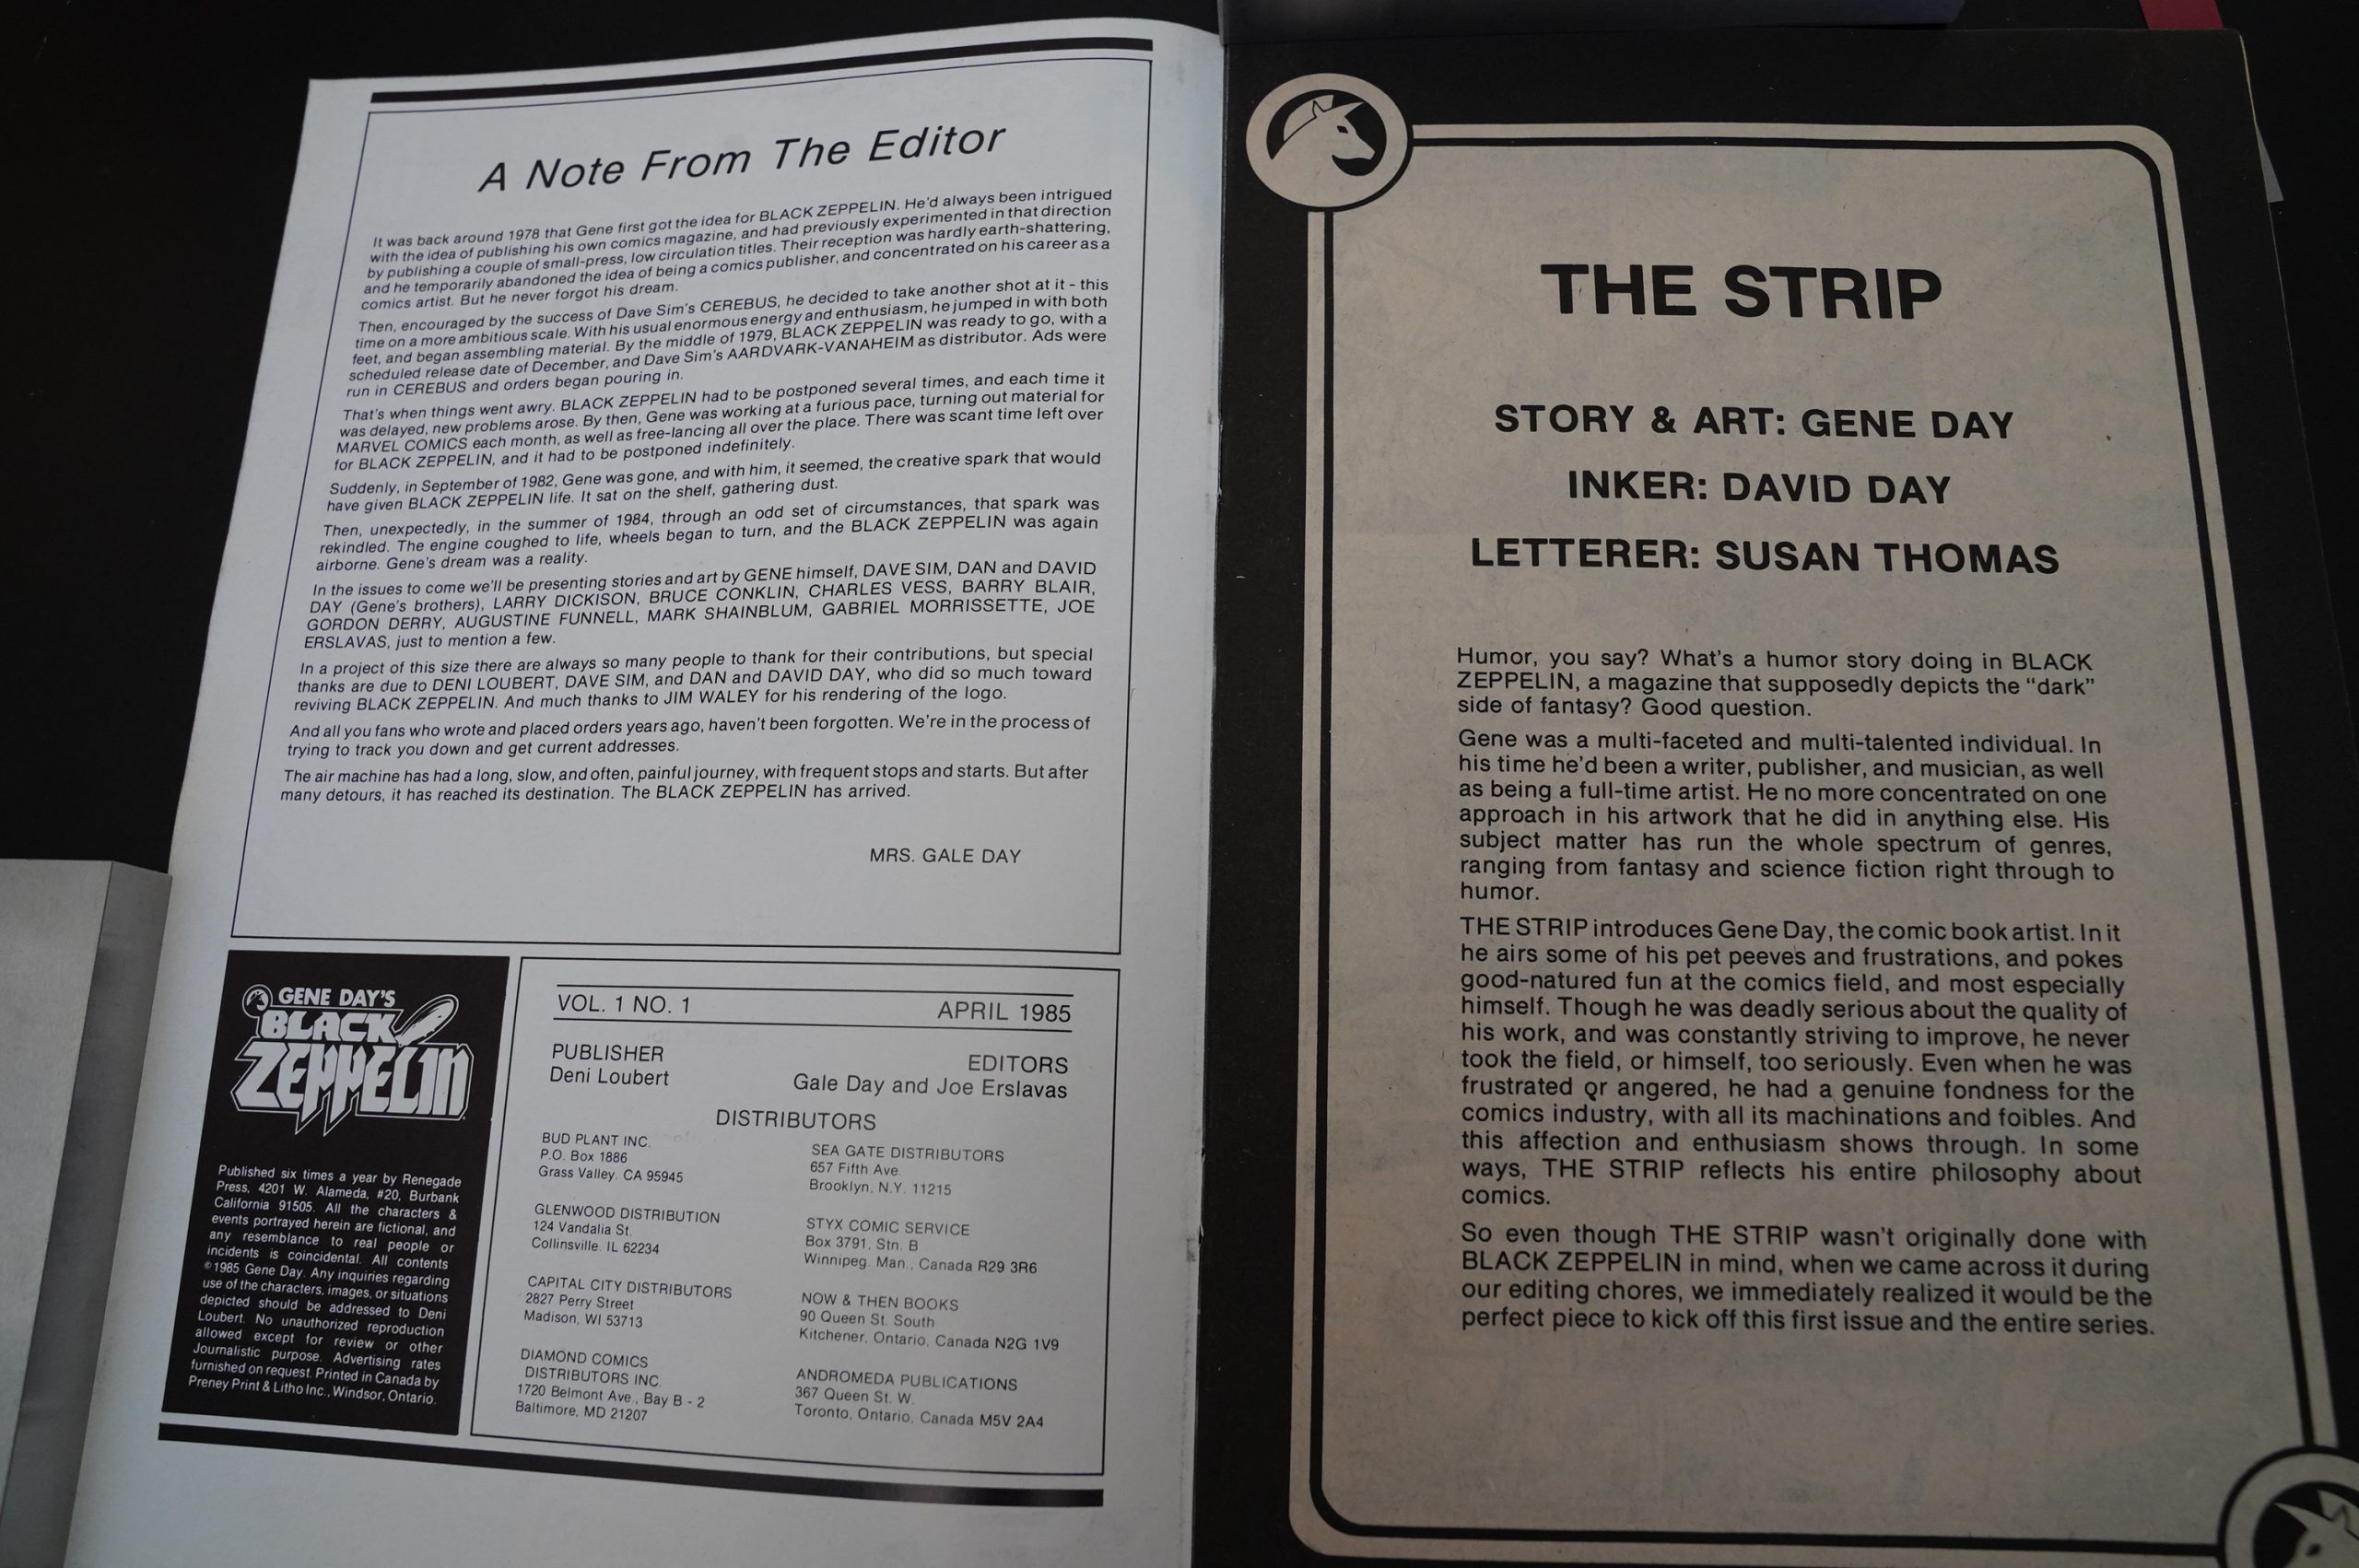 A Note From The Editor
It was back around 1978 that Gene first got the idea for BLACK ZEPPELIN. He'd always been intrigued
with the idea of publishing his own comics magazine, and had previously experimented in that direction
by publishing a couple of small-press, low circulation titles. Their reception was hardly earth-shattering,
and he temporarily abandoned the idea of being a comics publisher, and concentrated on his career as a
comics artist. But he never forgot his dream.
Then, encouraged by the success of Dave Sim's CEREBUS, he decided to take another shot at it - this
time on a more ambitious scale. With his usual enormous energy and enthusiasm, he jumped in with both
feet, and began assembling material. By the middle of 1979, BLACK ZEPPELIN was ready to go, with a
scheduled release date of December, and Dave Sim's AARDVARK-VANAHEIM as distributor. Ads were
run in CEREBUS and orders began pouring in.
That's when things went awry. BLACK ZEPPELIN had to be postponed several times, and each time it
was delayed, new problems arose. By then, Gene was working at a furious pace, turning out material for
MARVEL COMICS each month, as well as free-lancing all over the place. There was scant time left over
for BLACK ZEPPELIN, and it had to be postponed indefinitely.
Suddenly, in September of 1982, Gene was gone, and with him, it seemed, the creative spark that would
have given BLACK ZEPPELIN life. It sat on the shelf, gathering dust.
Then, unexpectedly, in the summer of 1984, through an odd set of circumstances, that spark was
rekindled. The engine coughed to life, wheels began to turn, and the BLACK ZEPPELIN was again
airborne. Gene's dream was a reality.
In the issues to come we'll be presenting stories and art by GENE himself, DAVE SIM, DAN and DAVID
DAY (Gene's brothers), LARRY DICKISON, BRUCE CONKLIN, CHARLES VESS, BARRY BLAIR,
GORDON DERRY, AUGUSTINE FUNNELL, MARK SHAINBLUM, GABRIEL MORRISSETTE, JOE
ERSLAVAS, just to mention a few.
In a project of this size there are always so many people to thank for their contributions, but special
thanks are due to DENI LOUBERT, DAVE SIM, and DAN and DAVID DAY, who did so much toward
reviving BLACK ZEPPELIN. And much thanks to JIM WALEY for his rendering of the logo.
And all you fans who wrote and placed orders years ago, haven't been forgotten. We're in the process of
trying to track you down and get current addresses.
The air machine has had a long, slow, and often, painful journey, with frequent stops and starts. But after
many detours, it has reached its destination. The BLACK ZEPPELIN has arrived.
MRS. GALE DAY
GENE DAY'S
BLACK
ZEPPELIN
Published six times a year by Renegade
Press, 4201 W. Alameda, #20, Burbank
California 91505. All the characters &
events portrayed herein are fictional, and
any resemblance to real people or
incidents is coincidental. All contents
©1985 Gene Day. Any inquiries regarding
use of the characters, images, or situations
depicted should be addressed to Deni
Loubert. No unauthorized reproduction
allowed except for review or other
Journalistic purpose. Advertising rates
furnished on request. Printed in Canada by
Preney Print & Litho Inc., Windsor, Ontario.
VOL. 1 NO. 1 APRIL 1985
PUBLISHER
Deni Loubert
EDITORS
Gale Day and Joe Erslavas
DISTRIBUTORS
BUD PLANT INC.
P.O. Box 1886
Grass Valley, CA 95945
GLENWOOD DISTRIBUTION
124 Vandalia St.
Collinsville, IL 62234
CAPITAL CITY DISTRIBUTORS
2827 Perry Street
Madison, WI 53713
DIAMOND COMICS
DISTRIBUTORS INC.
1720 Belmont Ave., Bay B - 2
Baltimore, MD 21207
SEA GATE DISTRIBUTORS
657 Fifth Ave.
Brooklyn, N.Y. 11215
STYX COMIC SERVICE
Box 3791, Stn. B
Winnipeg, Man., Canada R29 3R6
NOW & THEN BOOKS
90 Queen St. South
Kitchener, Ontario, Canada N2G 1V9
ANDROMEDA PUBLICATIONS
367 Queen St. W.
Toronto, Ontario, Canada M5V 2A4
THE STRIP
STORY & ART: GENE DAY
INKER: DAVID DAY
LETTERER: SUSAN THOMAS
Humor, you say? What's a humor story doing in BLACK
ZEPPELIN, a magazine that supposedly depicts the "dark"
side of fantasy? Good question.
Gene was a multi-faceted and multi-talented individual. In
his time he'd been a writer, publisher, and musician, as well
as being a full-time artist. He no more concentrated on one
approach in his artwork that he did in anything else. His
subject matter has run the whole spectrum of genres,
ranging from fantasy and science fiction right through to
humor.
THE STRIP introduces Gene Day, the comic book artist. In it
he airs some of his pet peeves and frustrations, and pokes
good-natured fun at the comics field, and most especially
himself. Though he was deadly serious about the quality of
his work, and was constantly striving to improve, he never
took the field, or himself, too seriously. Even when he was
frustrated or angered, he had a genuine fondness for the
comics industry, with all its machinations and foibles. And
this affection and enthusiasm shows through. In some
ways, THE STRIP reflects his entire philosophy about
comics.
So even though THE STRIP wasn't originally done with
BLACK ZEPPELIN in mind, when we came across it during
our editing chores, we immediately realized it would be the
perfect piece to kick off this first issue and the entire series.